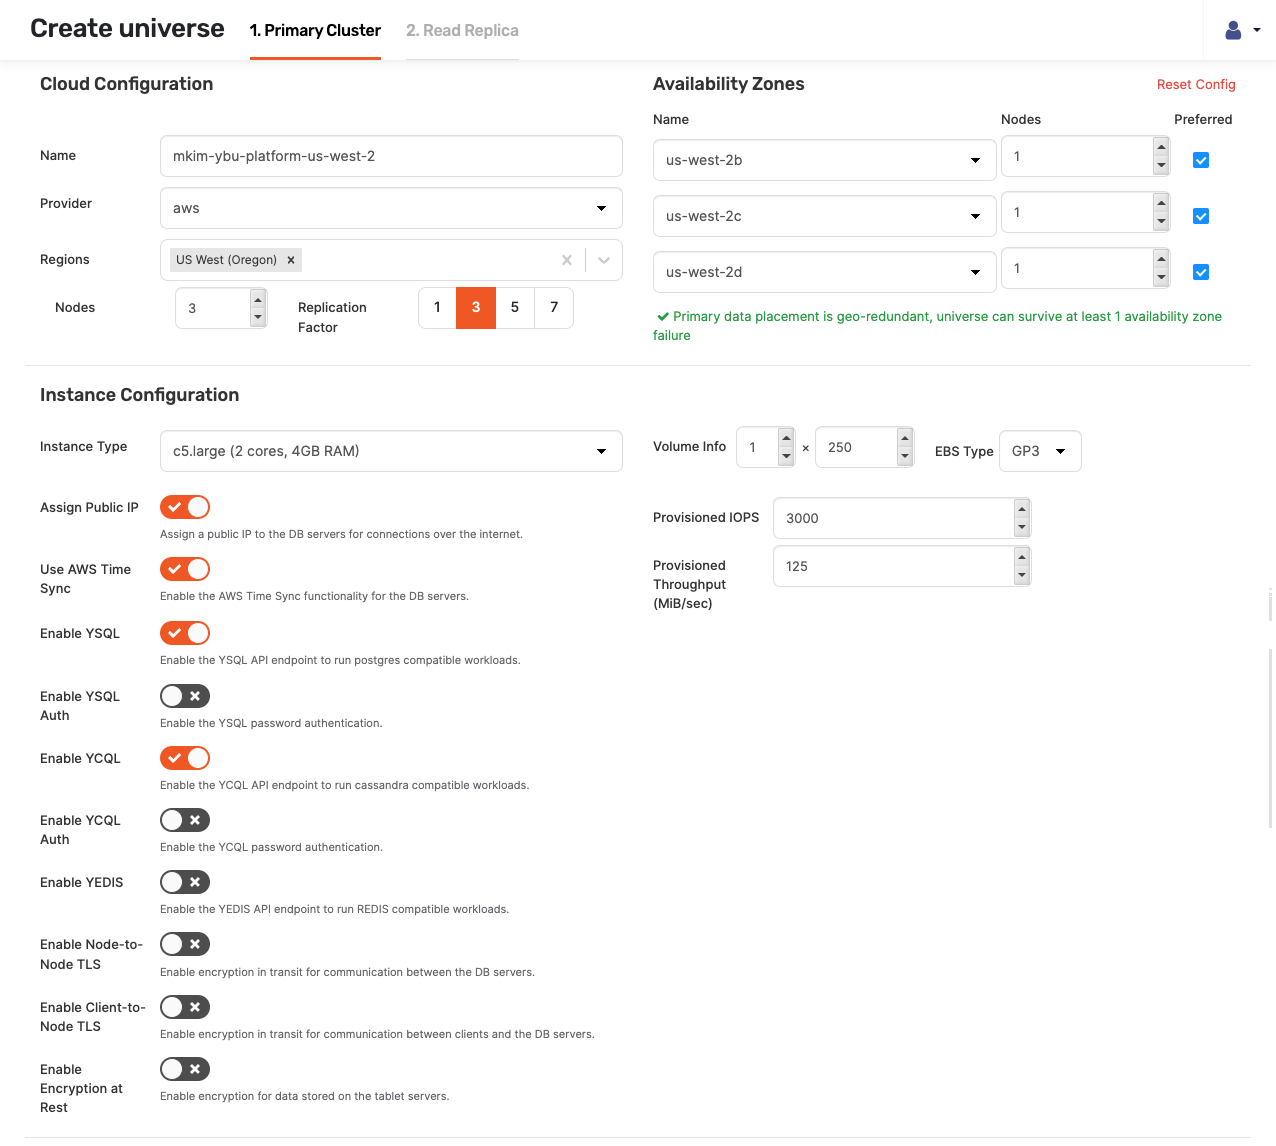 Create universe
1. Primary Cluster
2. Read Replica
Cloud Configuration
Name
mkim-ybu-platform-us-west-2
Provider
aws
Regions
US West (Oregon) ×
Nodes
3
Replication
Factor
1
3
5
7
Availability Zones
Reset Config
Name
Nodes
Preferred
us-west-2b
1
us-west-2c
1
us-west-2d
1
Primary data placement is geo-redundant, universe can survive at least 1 availability zone
failure
Instance Configuration
Instance Type
c5.large (2 cores, 4GB RAM)
Volume Info
1
×
250
EBS Type
GP3
Assign Public IP
Assign a public IP to the DB servers for connections over the internet.
Provisioned IOPS
3000
Provisioned
Throughput
(MiB/sec)
125
Use AWS Time
Sync
Enable the AWS Time Sync functionality for the DB servers.
Enable YSQL
Enable the YSQL API endpoint to run postgres compatible workloads.
Enable YSQL
Auth
Enable the YSQL password authentication.
Enable YCQL
Enable the YCQL API endpoint to run cassandra compatible workloads.
Enable YCQL
Auth
Enable the YCQL password authentication.
Enable YEDIS
Enable the YEDIS API endpoint to run REDIS compatible workloads.
Enable Node-to-
Node TLS
Enable encryption in transit for communication between the DB servers.
Enable Client-to-
Node TLS
Enable encryption in transit for communication between clients and the DB servers.
Enable
Encryption at
Rest
Enable encryption for data stored on the tablet servers.